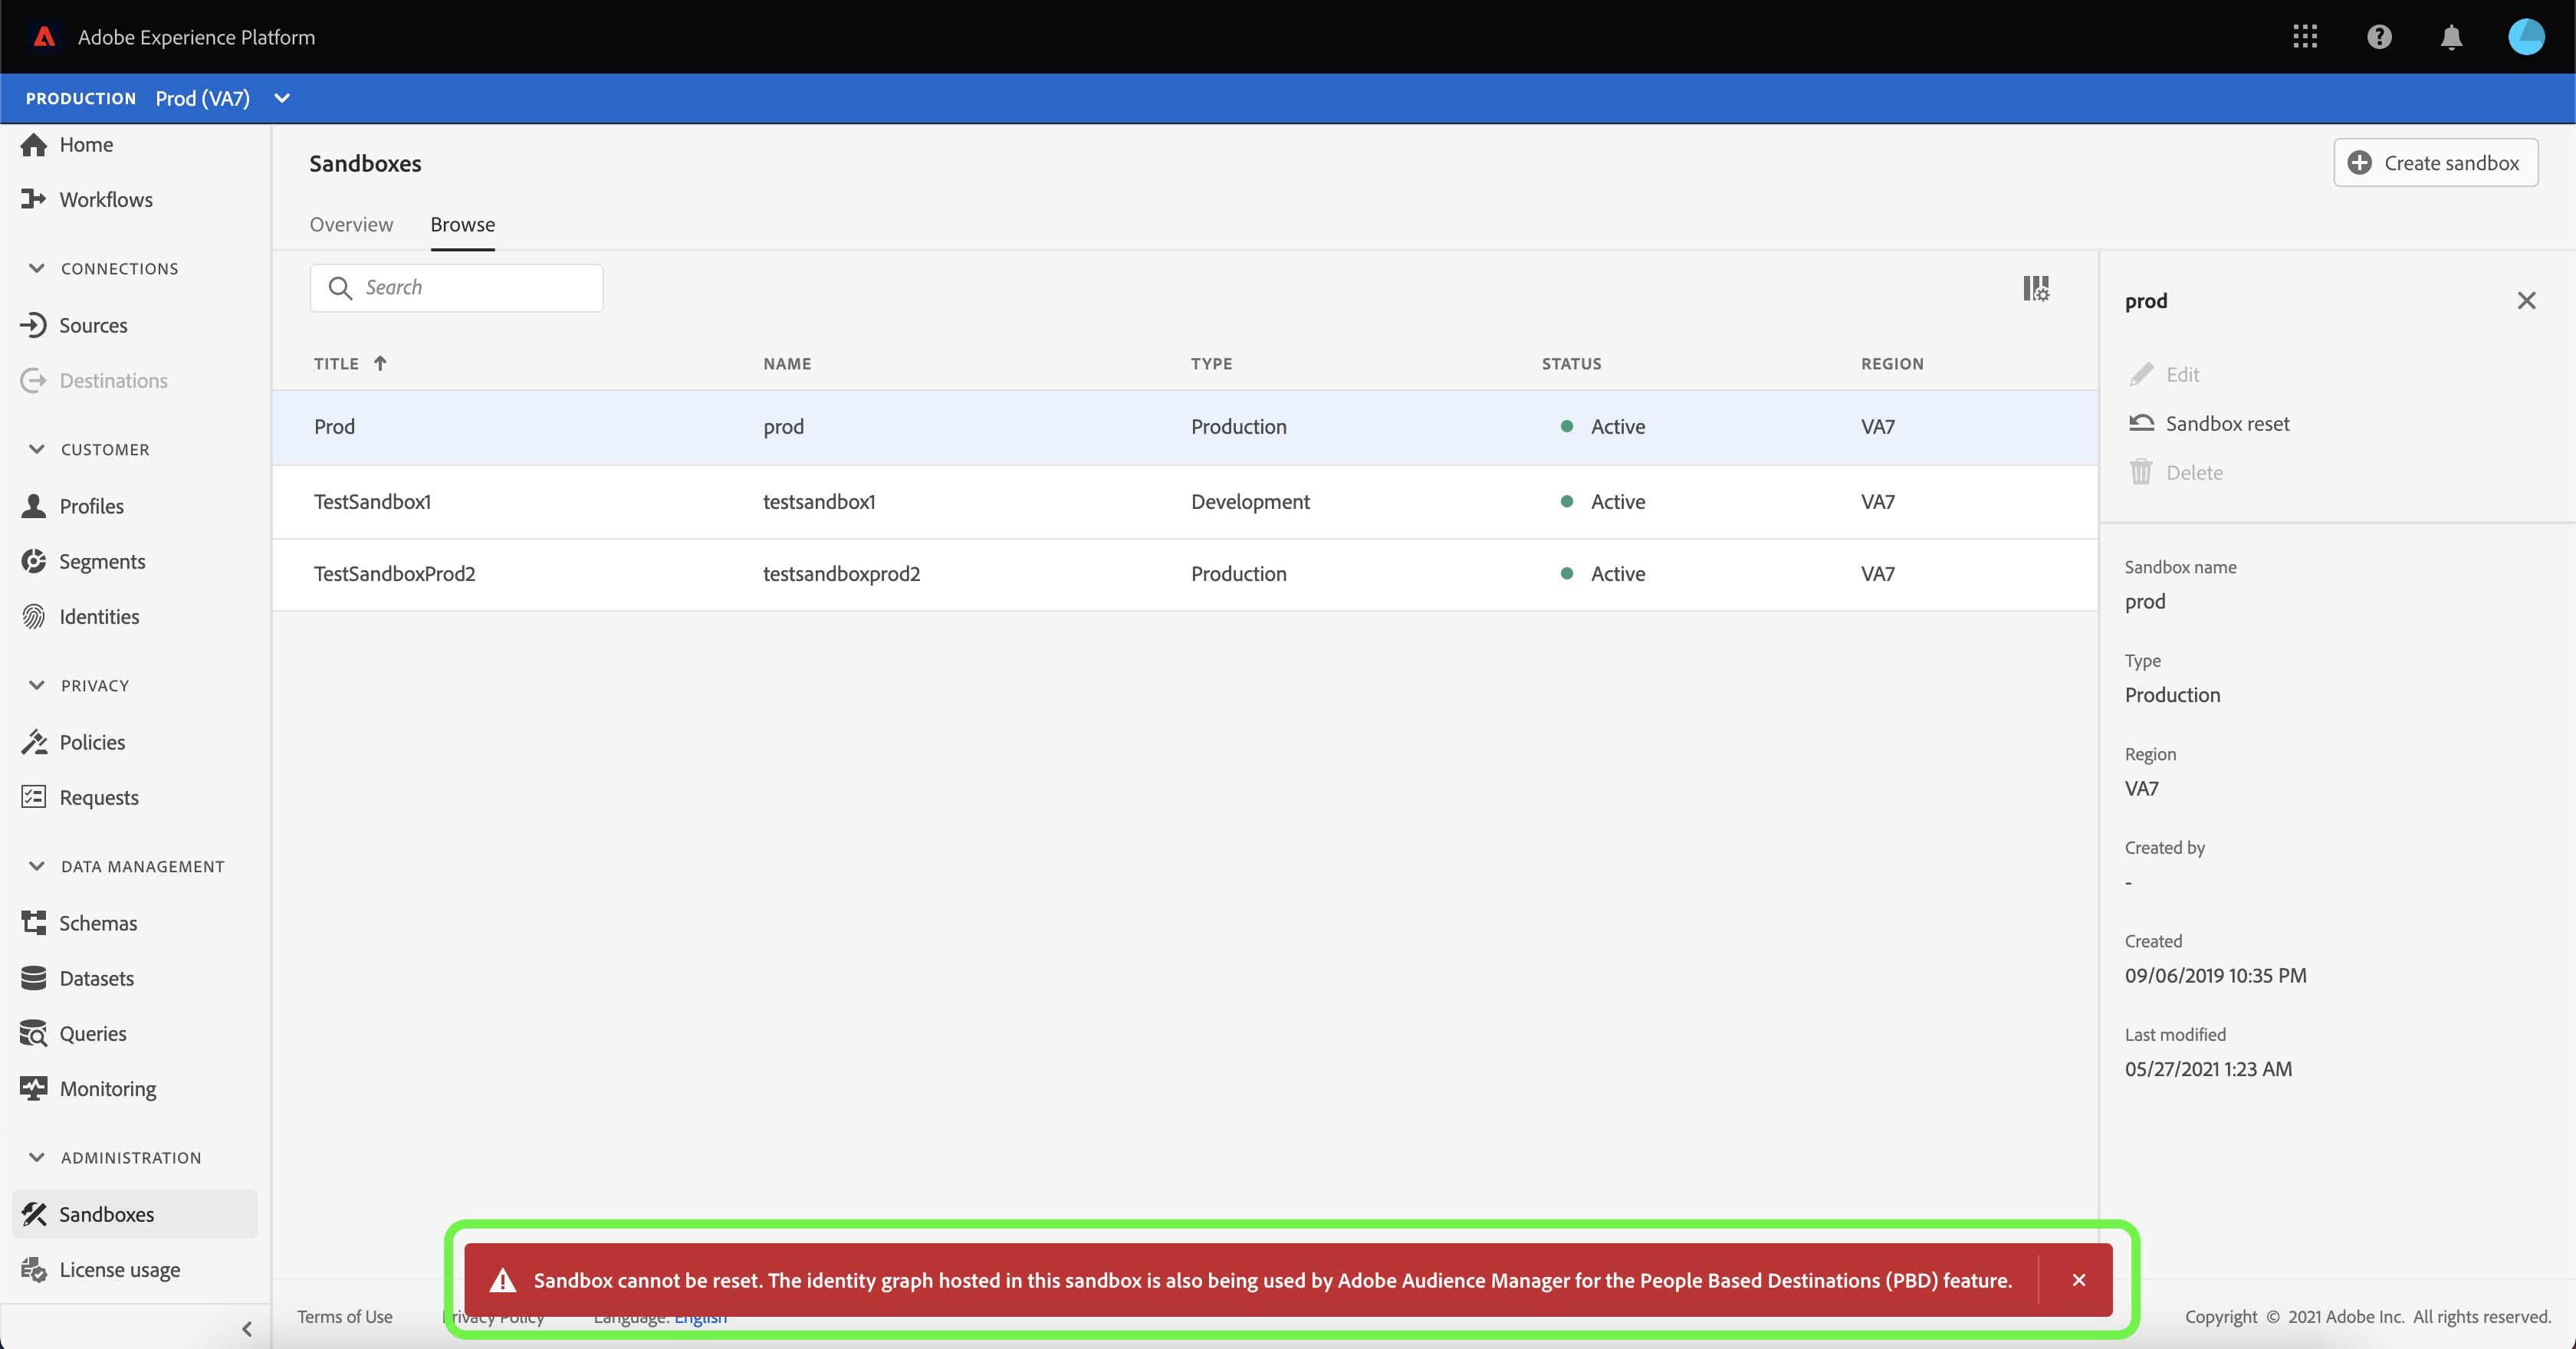 Adobe Experience Platform
PRODUCTION Prod (VA7)
Home
Workflows
CONNECTIONS
Sources
Destinations
CUSTOMER
Profiles
Segments
Identities
PRIVACY
Policies
Requests
DATA MANAGEMENT
Schemas
Datasets
Queries
Monitoring
ADMINISTRATION
Sandboxes
License usage
Sandboxes
Create sandbox
Overview Browse
Search
TITLE NAME TYPE STATUS REGION
Prod prod Production Active VA7
TestSandbox1 testsandbox1 Development Active VA7
TestSandboxProd2 testsandboxprod2 Production Active VA7
prod
Edit
Sandbox reset
Delete
Sandbox name
prod
Type
Production
Region
VA7
Created by
-
Created
09/06/2019 10:35 PM
Last modified
05/27/2021 1:23 AM
Sandbox cannot be reset. The identity graph hosted in this sandbox is also being used by Adobe Audience Manager for the People Based Destinations (PBD) feature.
Terms of Use Privacy Policy Language: English Copyright © 2021 Adobe Inc. All rights reserved.